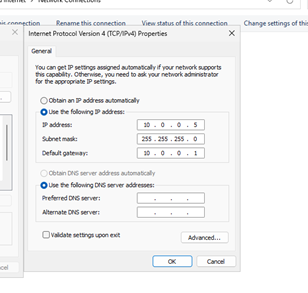 Network Connections
this connection Rename this connection View status of this connection Change settings of this
Internet Protocol Version 4 (TCP/IPv4) Properties
General
You can get IP settings assigned automatically if your network supports
this capability. Otherwise, you need to ask your network administrator
for the appropriate IP settings.
Obtain an IP address automatically
Use the following IP address:
IP address: 10 . 0 . 0 . 5
Subnet mask: 255 . 255 . 255 . 0
Default gateway: 10 . 0 . 0 . 1
Obtain DNS server address automatically
Use the following DNS server addresses:
Preferred DNS server: . . .
Alternate DNS server: . . .
Validate settings upon exit
Advanced...
OK Cancel
cel